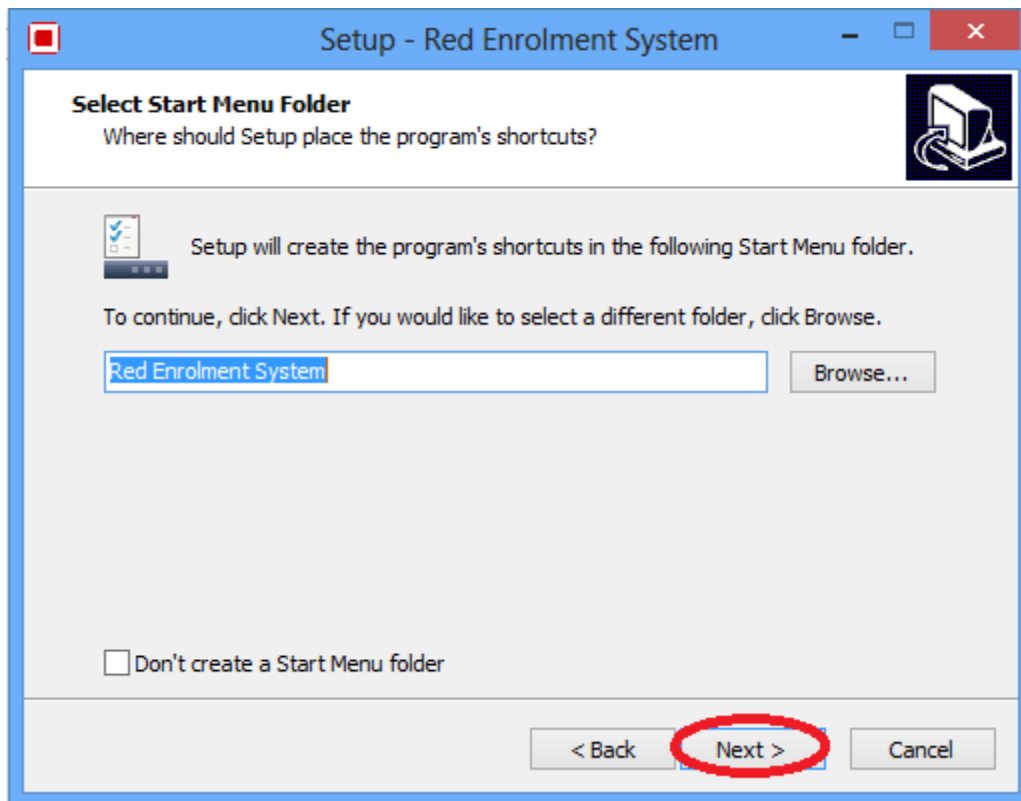 Setup - Red Enrolment System
Select Start Menu Folder
Where should Setup place the program's shortcuts?
Setup will create the program's shortcuts in the following Start Menu folder.
To continue, click Next. If you would like to select a different folder, click Browse.
Red Enrolment System Browse...
Don't create a Start Menu folder
< Back Next > Cancel